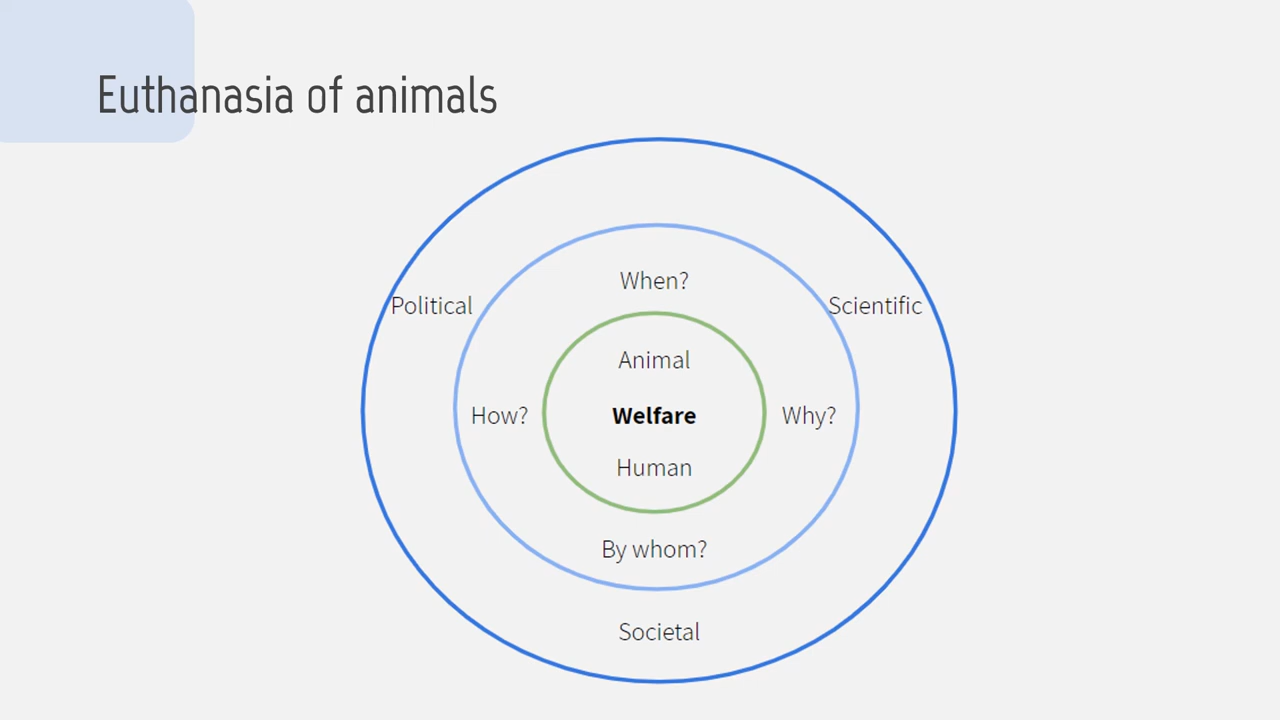 Euthanasia of animals
When?
Political
Scientific
Animal
How?
Welfare
Why?
Human
By whom?
Societal